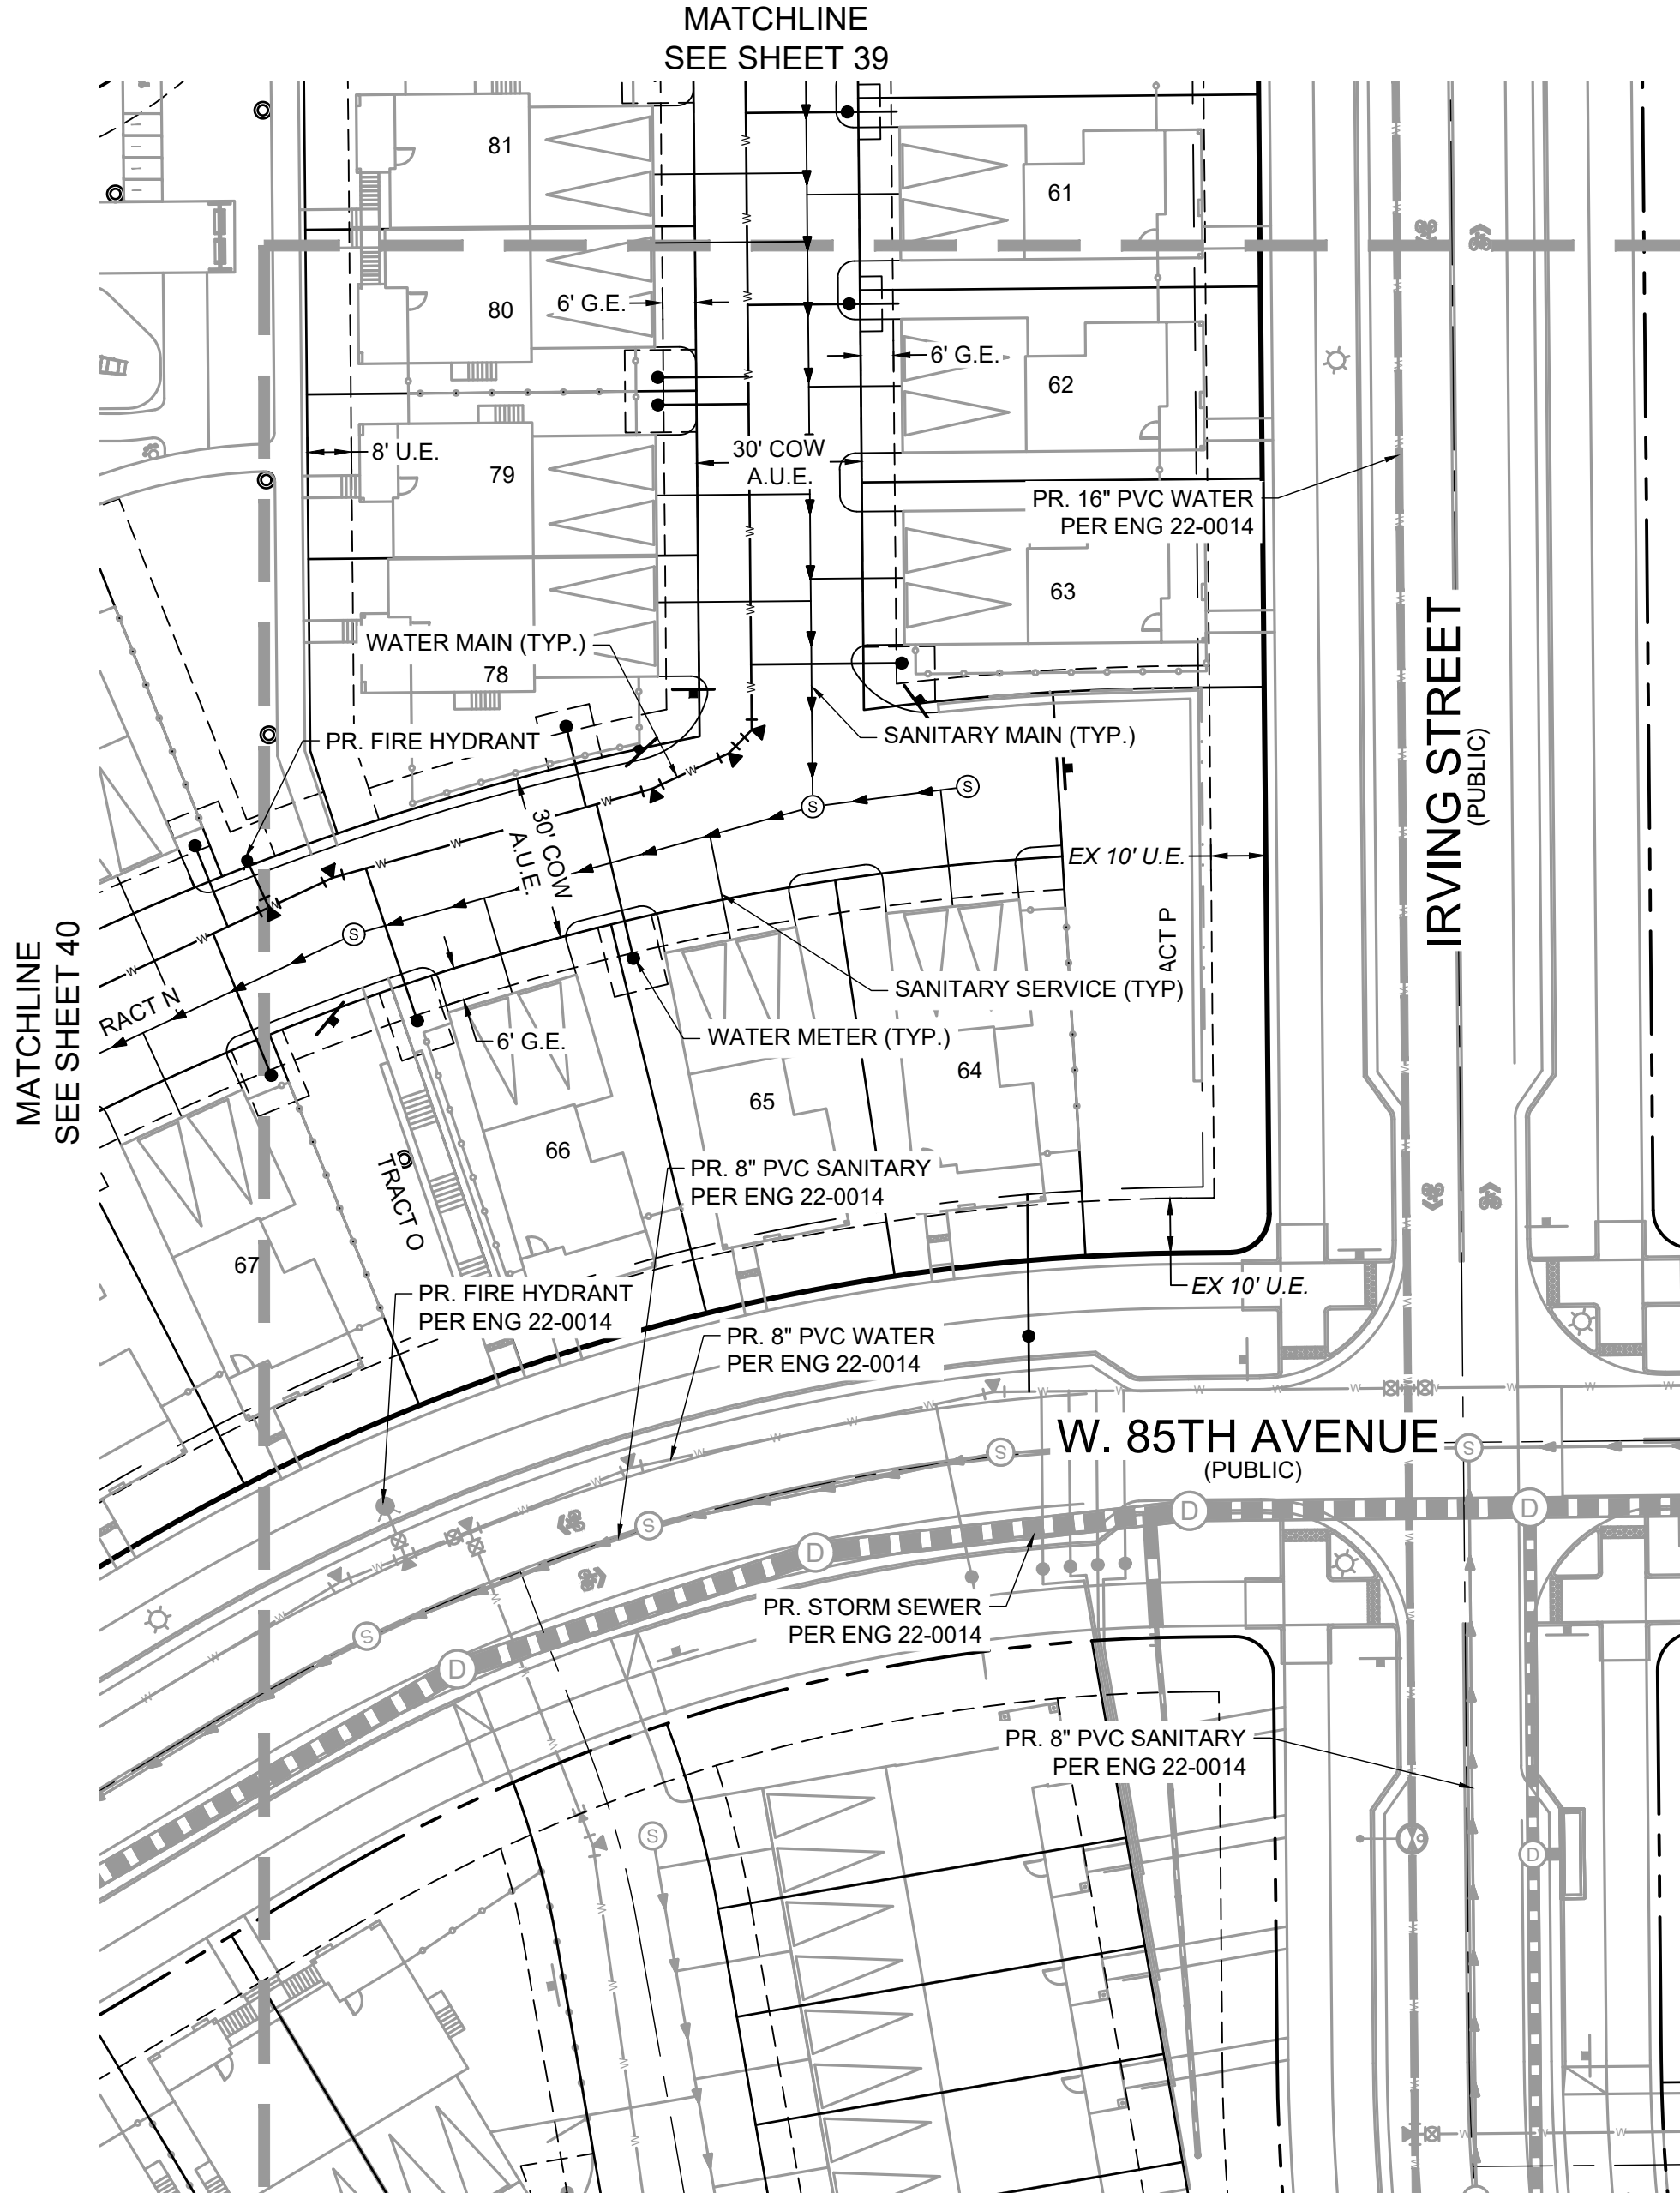 MATCHLINE
SEE SHEET 39
81
61
80
6' G.E.
6' G.E.
62
8' U.E.
79
30' COW
A.U.E.
PR. 16" PVC WATER
PER ENG 22-0014
63
WATER MAIN (TYP.)
78
IRVING STREET
(PUBLIC)
PR. FIRE HYDRANT
SANITARY MAIN (TYP.)
30' COW
A.U.E.
EX 10' U.E.
MATCHLINE
SEE SHEET 40
RACT N
ACT P
SANITARY SERVICE (TYP)
6' G.E.
WATER METER (TYP.)
64
65
66
TRACT O
PR. 8" PVC SANITARY
PER ENG 22-0014
67
EX 10' U.E.
PR. FIRE HYDRANT
PER ENG 22-0014
PR. 8" PVC WATER
PER ENG 22-0014
W. 85TH AVENUE
(PUBLIC)
S
S
S
S
S
S
D
D
D
D
PR. STORM SEWER
PER ENG 22-0014
PR. 8" PVC SANITARY
PER ENG 22-0014
S
D